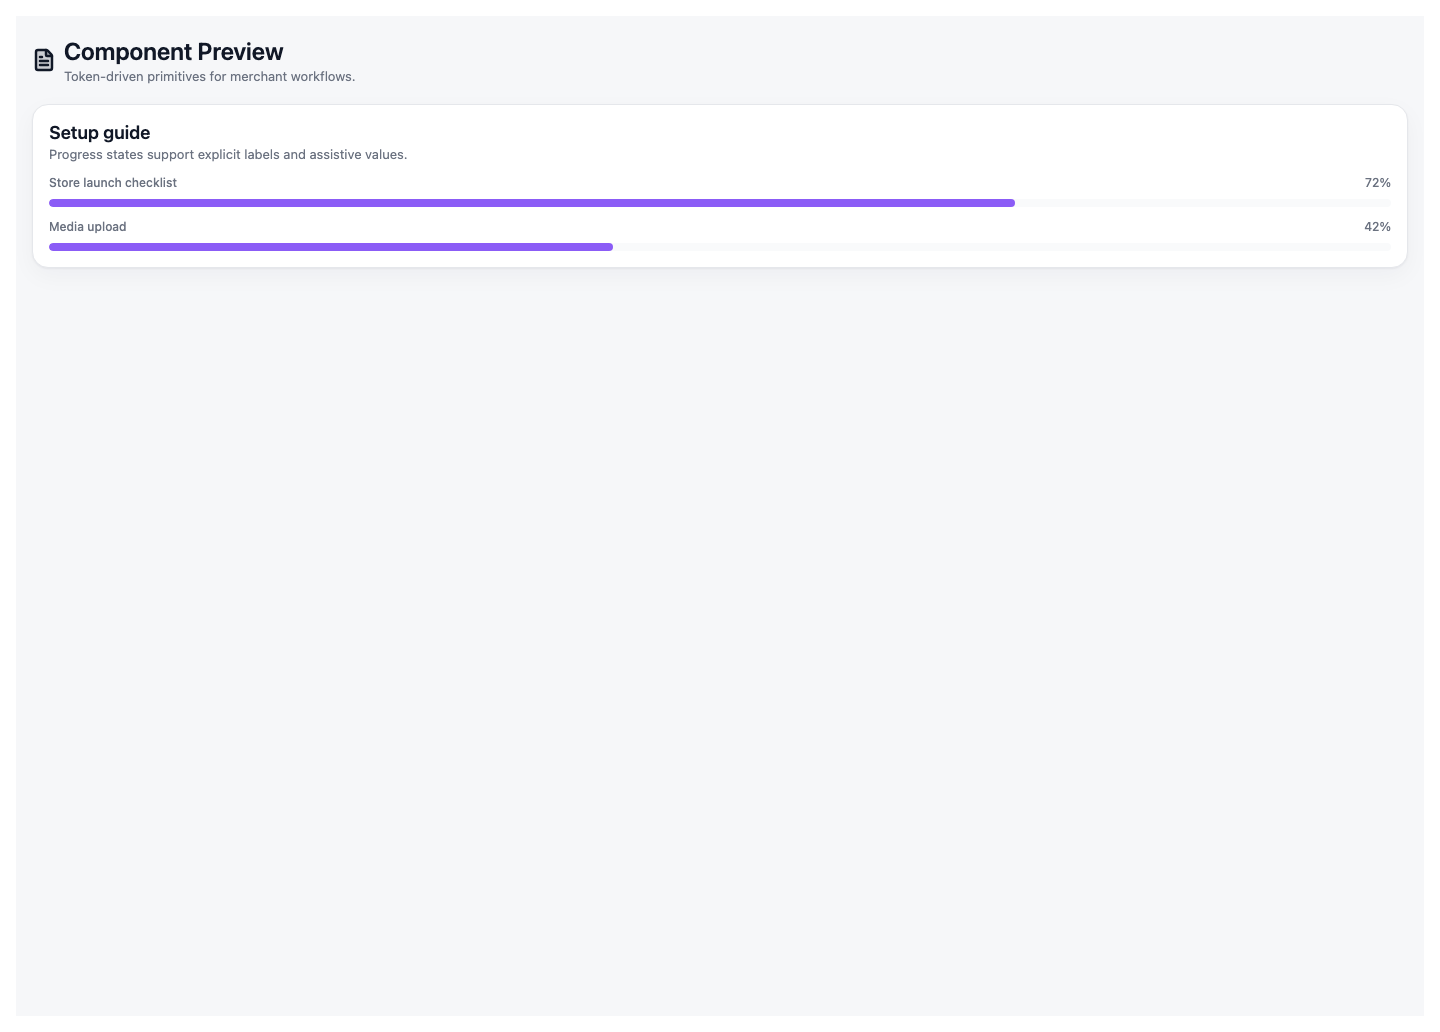 Component Preview
Token-driven primitives for merchant workflows.
Setup guide
Progress states support explicit labels and assistive values.
Store launch checklist 72%
Media upload 42%